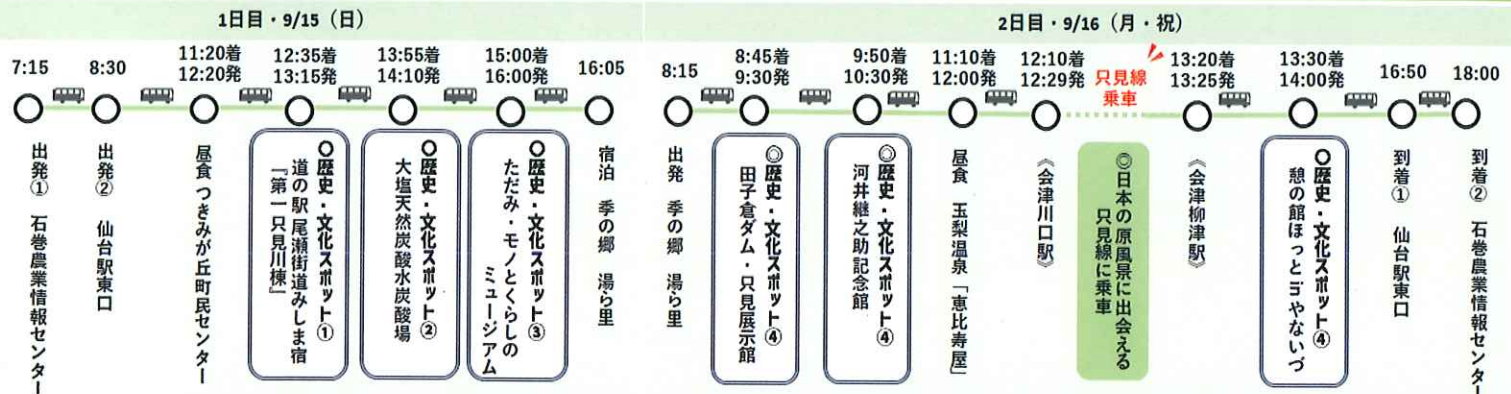 1日目・9/15（日）
7:15
出発① 石巻農業情報センター
8:30
出発② 仙台駅東口
11:20着
12:20発
昼食 つきみが丘町民センター
12:35着
13:15発
○歴史・文化スポット①
道の駅 尾瀬街道みしま宿
『第一只見川棟』
13:55着
14:10発
○歴史・文化スポット②
大塩天然炭酸水炭酸場
15:00着
16:00発
○歴史・文化スポット③
ただみ・モノとくらしの
ミュージアム
16:05
宿泊 季の郷 湯ら里
2日目・9/16（月・祝）
8:15
出発 季の郷 湯ら里
8:45着
9:30発
◎歴史・文化スポット④
田子倉ダム・只見展示館
9:50着
10:30発
◎歴史・文化スポット④
河井継之助記念館
11:10着
12:00発
昼食 玉梨温泉「恵比寿屋」
12:10着
12:29発
《会津川口駅》
只見線
乗車
◎日本の原風景に出会える
只見線に乗車
13:20着
13:25発
《会津柳津駅》
13:30着
14:00発
○歴史・文化スポット④
憩の館ほっとinやないづ
16:50
到着① 仙台駅東口
18:00
到着② 石巻農業情報センター